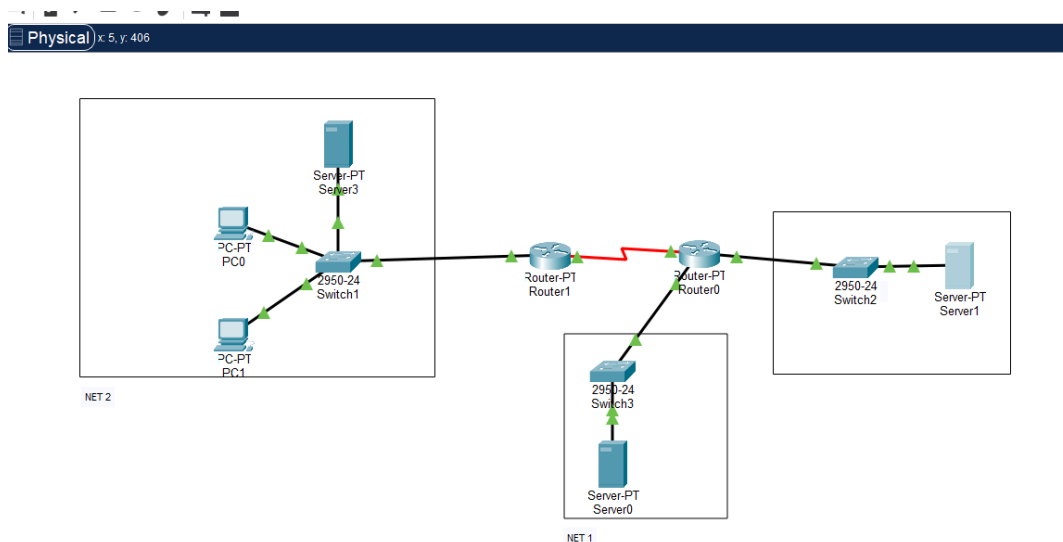 Physical x: 5, y: 406
Server-PT
Server3
PC-PT
PC0
2950-24
Switch1
PC-PT
PC1
NET 2
Router-PT
Router1
Router-PT
Router0
2950-24
Switch2
Server-PT
Server1
2950-24
Switch3
Server-PT
Server0
NET 1